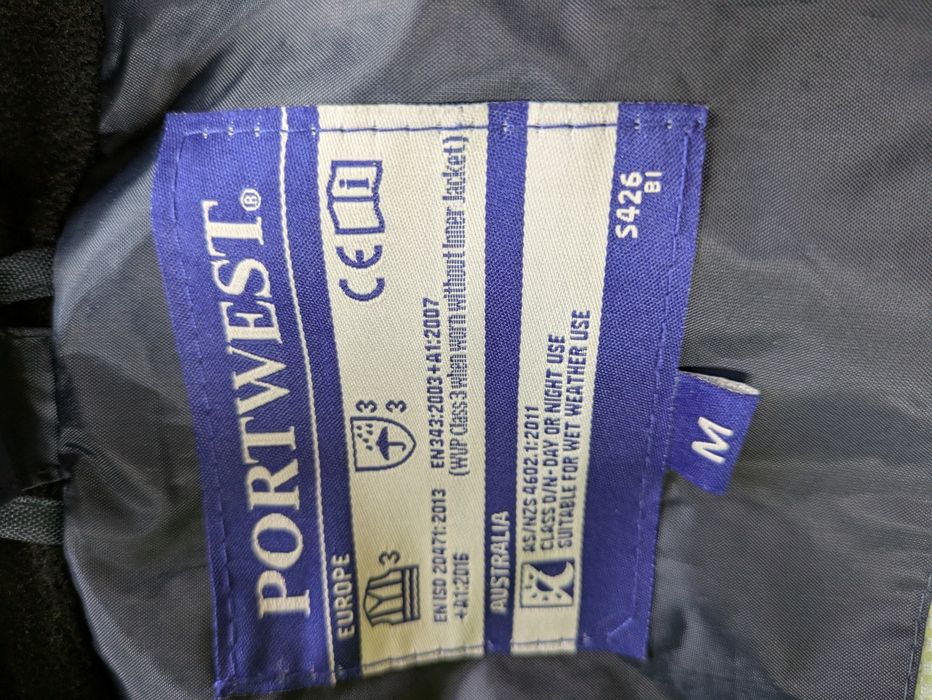 PORTWEST®
EUROPE
3
EN ISO 20471: 2013
+A1:2016
3
3
CE i
EN343:2003+A1:2007
(WVP Class 3 when worn without Inner Jacket)
AUSTRALIA
AS/NZS 4602.1:2011
CLASS D/N- DAY OR NIGHT USE
SUITABLE FOR WET WEATHER USE
S426
BI
M